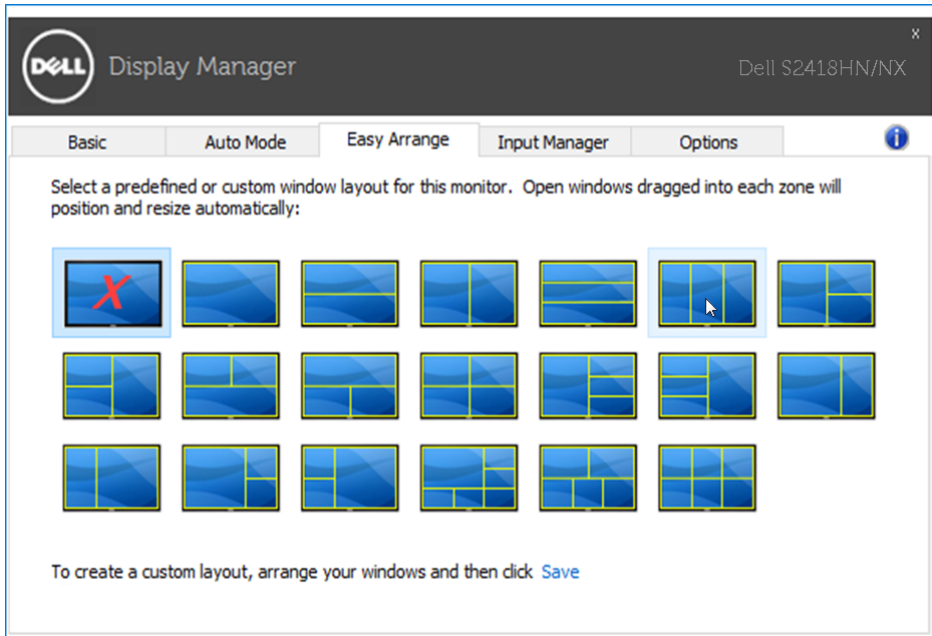 x
DELL
Display Manager
Dell S2418HN/NX
Basic
Auto Mode
Easy Arrange
Input Manager
Options
i
Select a predefined or custom window layout for this monitor. Open windows dragged into each zone will
position and resize automatically:
X
To create a custom layout, arrange your windows and then click Save